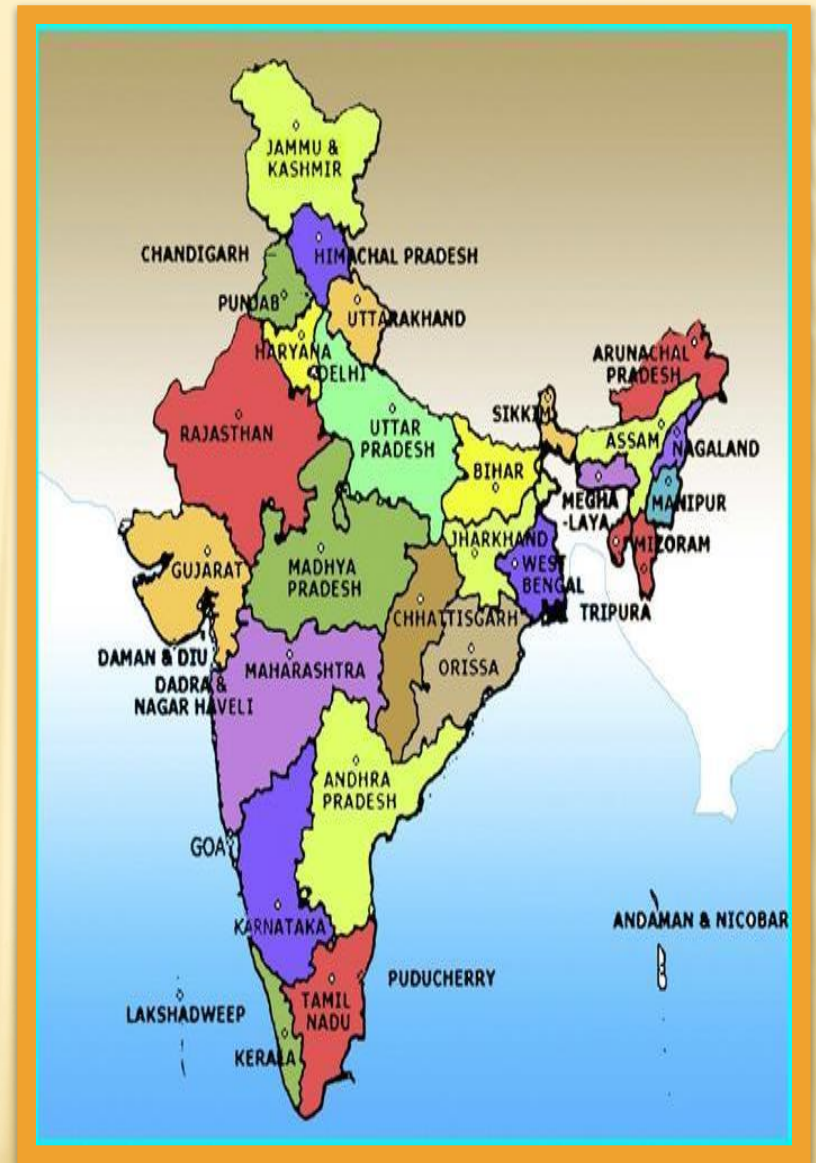 JAMMU &
KASHMIR
CHANDIGARH
HIMACHAL PRADESH
PUNJAB
UTTARAKHAND
HARYANA
DELHI
ARUNACHAL
PRADESH
SIKKIM
RAJASTHAN
UTTAR
PRADESH
ASSAM
NAGALAND
BIHAR
MEGHA
-LAYA
MANIPUR
JHARKHAND
MIZORAM
GUJARAT
MADHYA
PRADESH
WEST
BENGAL
CHHATTISGARH
TRIPURA
DAMAN & DIU
MAHARASHTRA
ORISSA
DADRA &
NAGAR HAVELI
ANDHRA
PRADESH
GOA
ANDAMAN & NICOBAR
KARNATAKA
PUDUCHERRY
LAKSHADWEEP
TAMIL
NADU
KERALA